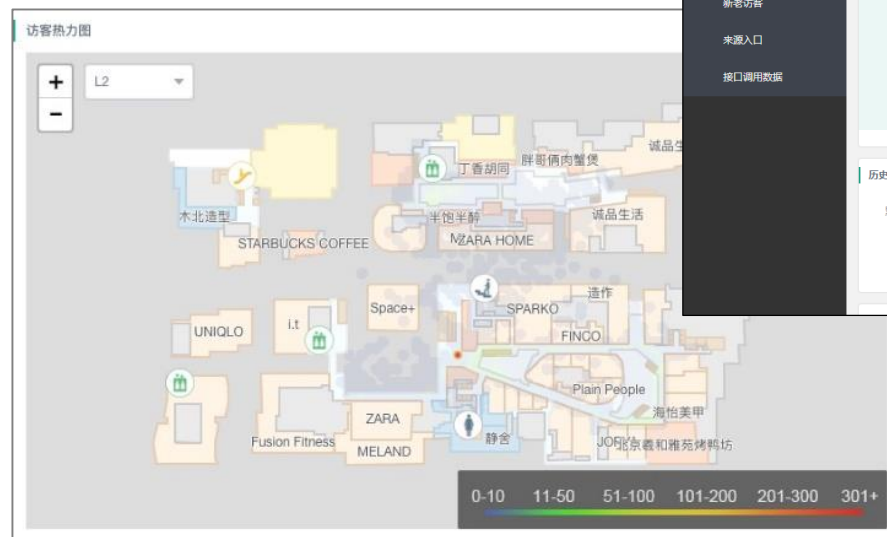 访客热力图
新老访客
来源入口
接口调用数据
历史
+
L2
−
诚品生
丁香胡同
胖哥俩肉蟹煲
木北造型
半饱半醉
诚品生活
STARBUCKS COFFEE
MZARA HOME
造作
Space+
SPARKO
UNIQLO
i.t
FINCO
Plain People
海怡美甲
ZARA
Fusion Fitness
静舍
北京羲和雅苑烤鸭坊
MELAND
0-10 11-50 51-100 101-200 201-300 301+